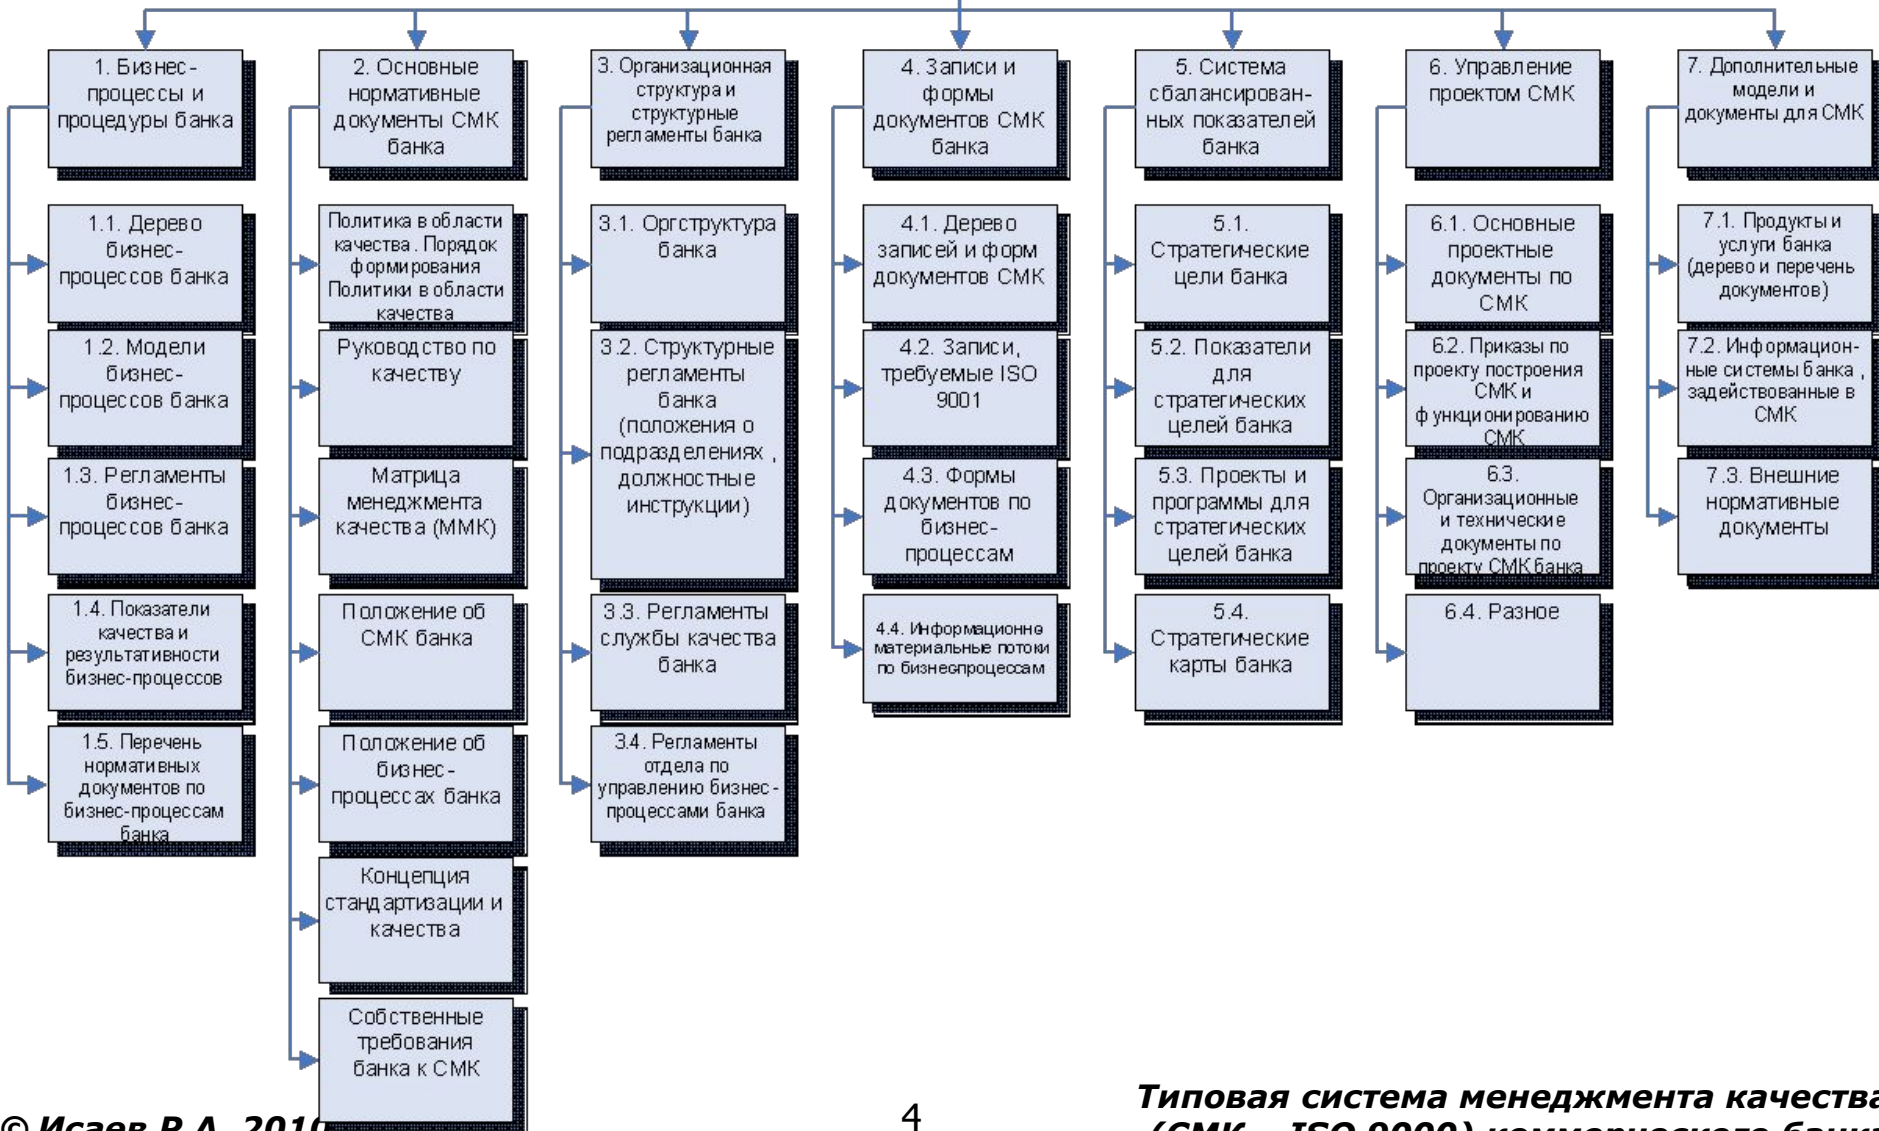 1. Бизнес-
процессы и
процедуры банка
1.1. Дерево
бизнес-
процессов банка
1.2. Модели
бизнес-
процессов банка
1.3. Регламенты
бизнес-
процессов банка
1.4. Показатели
качества и
результативности
бизнес-процессов
1.5. Перечень
нормативных
документов по
бизнес-процессам
банка
2. Основные
нормативные
документы СМК
банка
Политика в области
качества. Порядок
формирования
Политики в области
качества
Руководство по
качеству
Матрица
менеджмента
качества (ММК)
Положение об
СМК банка
Положение об
бизнес-
процессах банка
Концепция
стандартизации и
качества
Собственные
требования
банка к СМК
3. Организационная
структура и
структурные
регламенты банка
3.1. Оргструктура
банка
3.2. Структурные
регламенты
банка
(положения о
подразделениях ,
должностные
инструкции)
3.3. Регламенты
службы качества
банка
3.4. Регламенты
отдела по
управлению бизнес-
процессами банка
4. Записи и
формы
документов СМК
банка
4.1. Дерево
записей и форм
документов СМК
4.2. Записи,
требуемые ISO
9001
4.3. Формы
документов по
бизнес-
процессам
4.4. Информационно
материальные потоки
по бизнес-процессам
5. Система
сбалансирован-
ных показателей
банка
5.1.
Стратегические
цели банка
5.2. Показатели
для
стратегических
целей банка
5.3. Проекты и
программы для
стратегических
целей банка
5.4.
Стратегические
карты банка
6. Управление
проектом СМК
6.1. Основные
проектные
документы по
СМК
6.2. Приказы по
проекту построения
СМК и
функционированию
СМК
6.3.
Организационные
и технические
документы по
проекту СМК банка
6.4. Разное
7. Дополнительные
модели и
документы для СМК
7.1. Продукты и
услуги банка
(дерево и перечень
документов)
7.2. Информацион-
ные системы банка ,
задействованные в
СМК
7.3. Внешние
нормативные
документы
© Исаев Р.А. 2010
4
Типовая система менеджмента качества
(СМК – ISO 9000) коммерческого банка